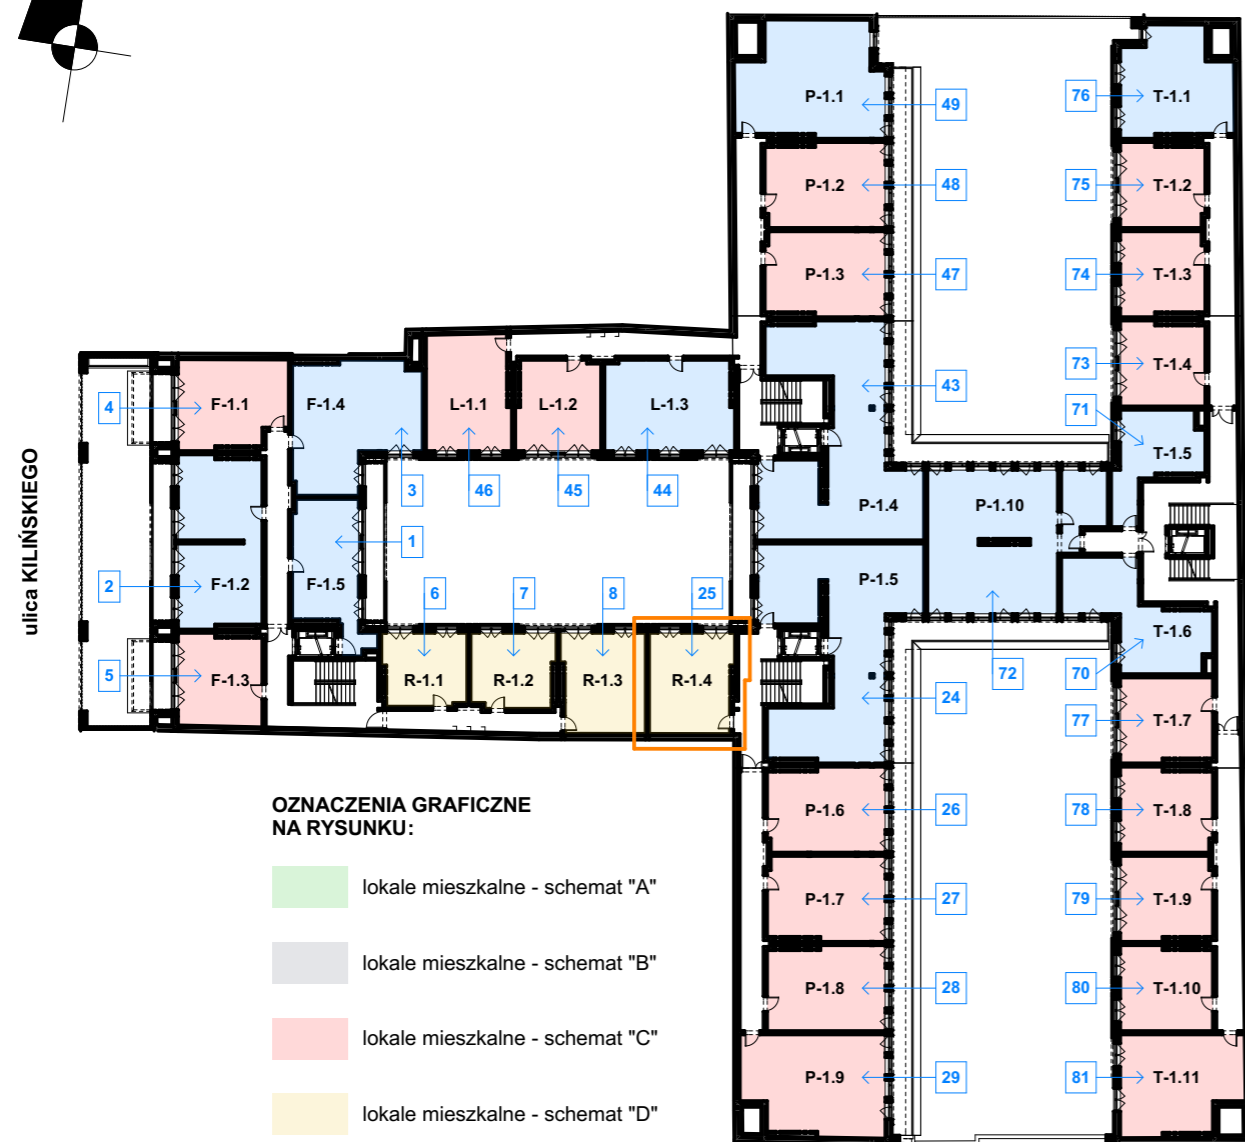 P-1.1
49
76
T-1.1
P-1.2
48
75
T-1.2
P-1.3
47
74
T-1.3
43
73
T-1.4
71
T-1.5
4
F-1.1
F-1.4
L-1.1
L-1.2
L-1.3
3
46
45
44
P-1.4
P-1.10
ulica KILIŃSKIEGO
1
2
F-1.2
F-1.5
6
7
8
25
P-1.5
T-1.6
5
F-1.3
R-1.1
R-1.2
R-1.3
R-1.4
24
72
70
77
T-1.7
OZNACZENIA GRAFICZNE
NA RYSUNKU:
lokale mieszkalne - schemat "A"
lokale mieszkalne - schemat "B"
lokale mieszkalne - schemat "C"
lokale mieszkalne - schemat "D"
P-1.6
26
78
T-1.8
P-1.7
27
79
T-1.9
P-1.8
28
80
T-1.10
P-1.9
29
81
T-1.11